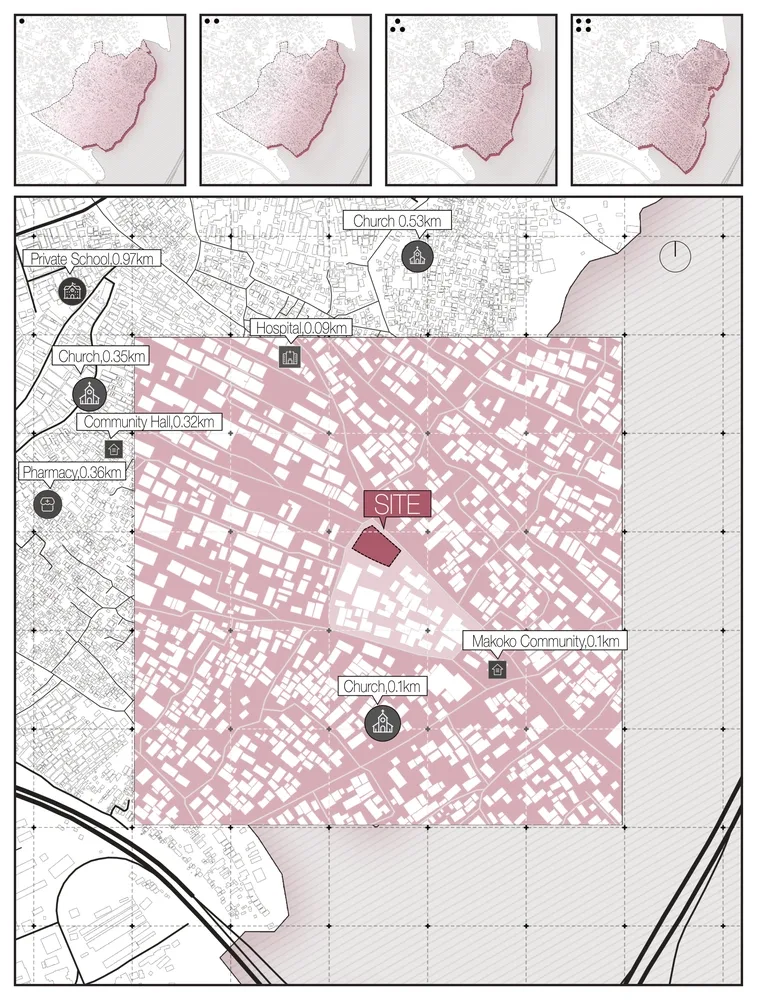 Church 0.53km
Private School,0.97km
Hospital,0.09km
Church,0.35km
Community Hall,0.32km
Pharmacy,0.36km
SITE
Makoko Community,0.1km
Church,0.1km